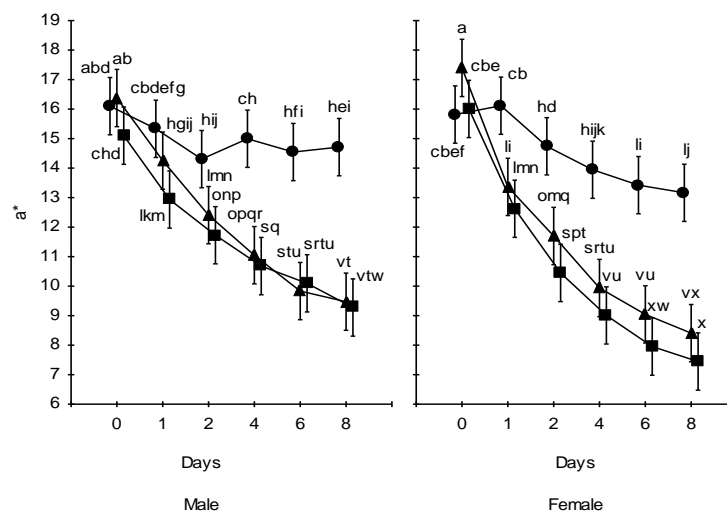 19
18
17
16
15
14
13
12
11
10
9
8
7
6
a*
abd
ab
cbdefg
hgij
hij
ch
hfi
hei
chd
lkm
lmn
onp
opqr
sq
stu
srtu
vt
vtw
0 1 2 4 6 8
Days
Male
a
cbe
cb
cbef
hd
hijk
li
lj
li
lmn
omq
spt
srtu
vu
vu
xw
vx
x
0 1 2 4 6 8
Days
Female